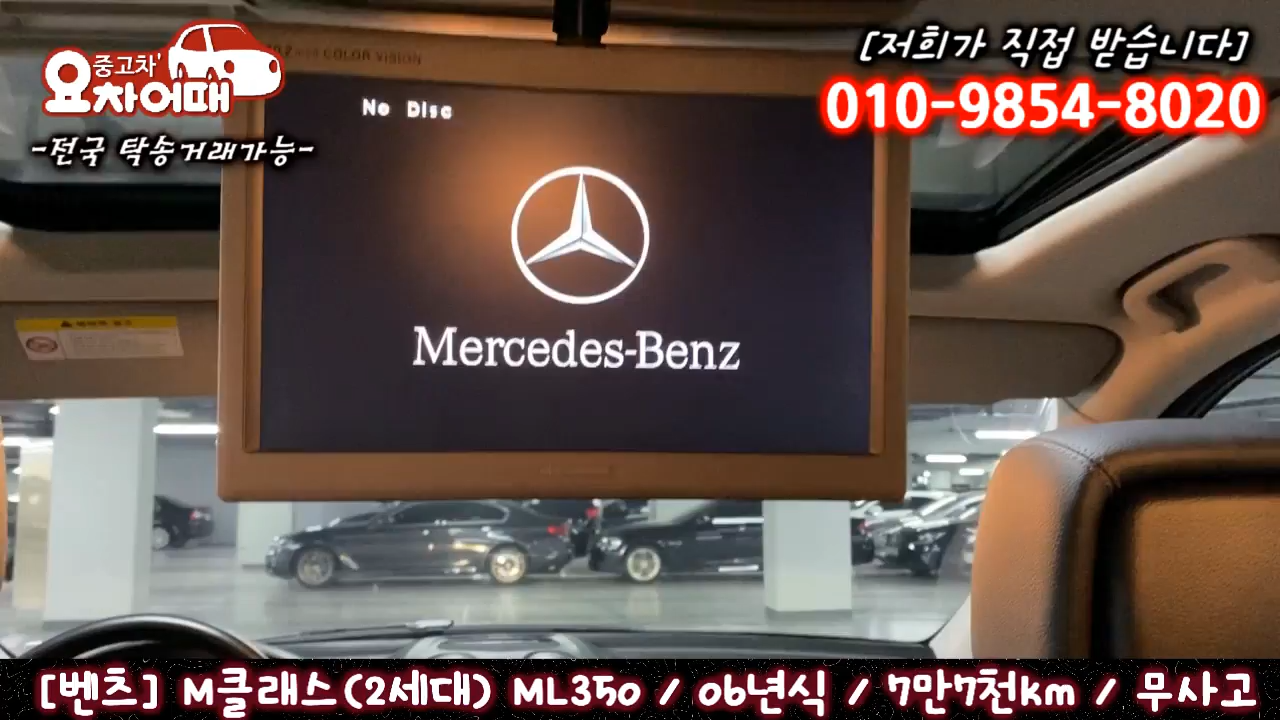 중고차'
요차어때
-전국 탁송거래가능-
[저희가 직접 받습니다]
010-9854-8020
COLOR VISION
No Disc
Mercedes-Benz
[벤츠] M클래스(2세대) ML350 / 06년식 / 7만7천km / 무사고